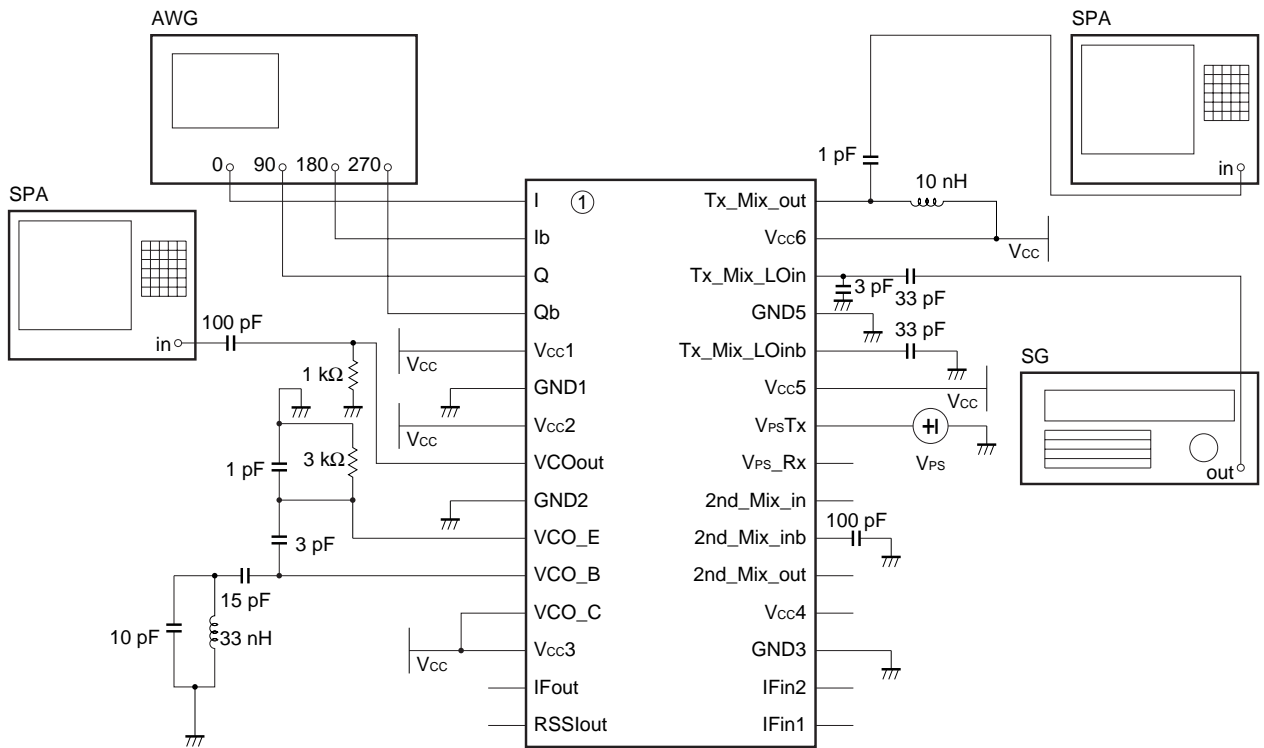 AWG
SPA
0 90 180 270
1 pF
in
SPA
10 nH
I ① Tx_Mix_out
Ib Vcc6
Vcc
Q Tx_Mix_LOin
3 pF
33 pF
Qb GND5
100 pF
33 pF
in
Vcc1 Tx_Mix_LOinb
SG
Vcc
1 kΩ
GND1 Vcc5
Vcc
Vcc2 VPSTx
Vcc
VPS
3 kΩ
1 pF
VCOout VPS_Rx
out
GND2 2nd_Mix_in
100 pF
3 pF
VCO_E 2nd_Mix_inb
VCO_B 2nd_Mix_out
15 pF
VCO_C Vcc4
10 pF
33 nH
Vcc3 GND3
Vcc
IFout IFin2
RSSIout IFin1